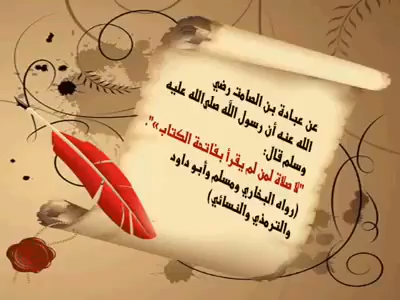 عن عبادة بن الصامت رضي
الله عنه أن رسول الله صلى الله عليه
وسلم قال:
"لا صلاة لمن لم يقرأ بفاتحة الكتاب»".
(رواه البخاري ومسلم وأبو داود
والترمذي والنسائي)